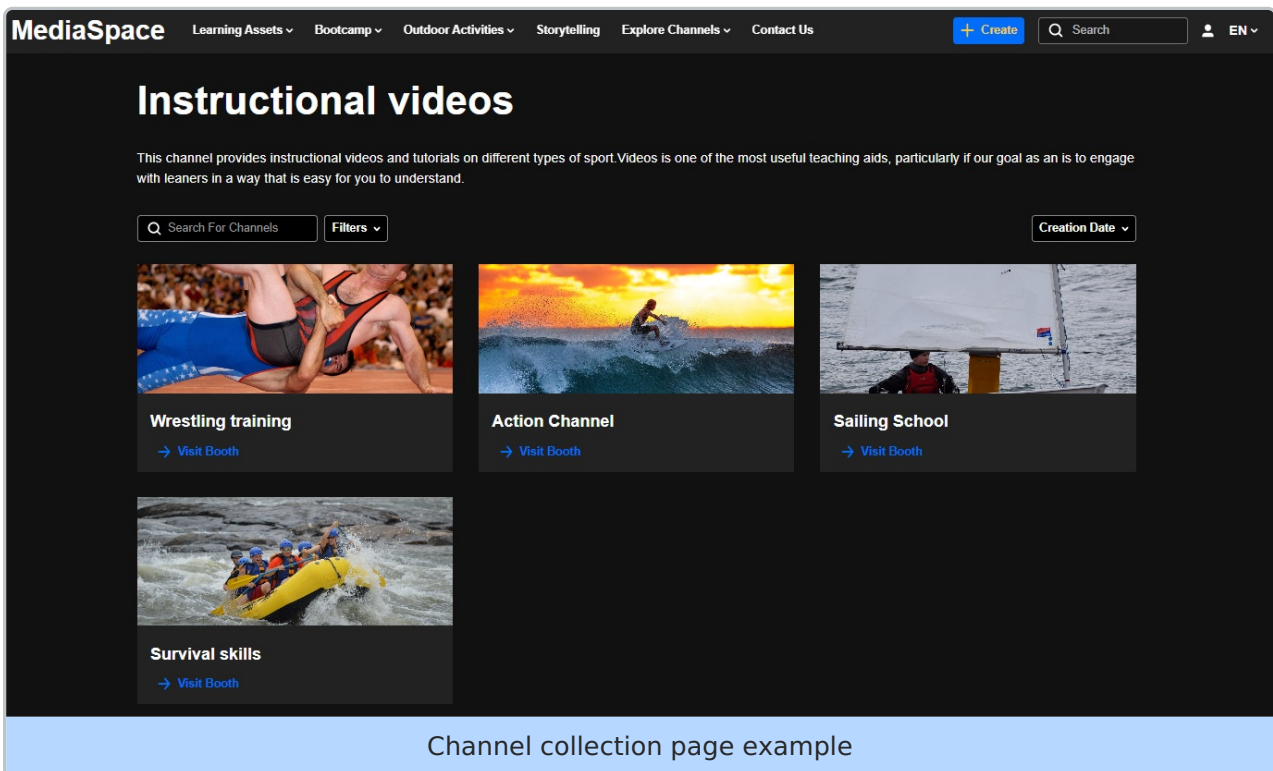 MediaSpace Learning Assets Bootcamp Outdoor Activities Storytelling Explore Channels Contact Us + Create Search EN
Instructional videos
This channel provides instructional videos and tutorials on different types of sport.Videos is one of the most useful teaching aids, particularly if our goal as an is to engage
with leaners in a way that is easy for you to understand.
Search For Channels Filters Creation Date
Wrestling training Action Channel Sailing School
→ Visit Booth → Visit Booth → Visit Booth
Survival skills
→ Visit Booth
Channel collection page example